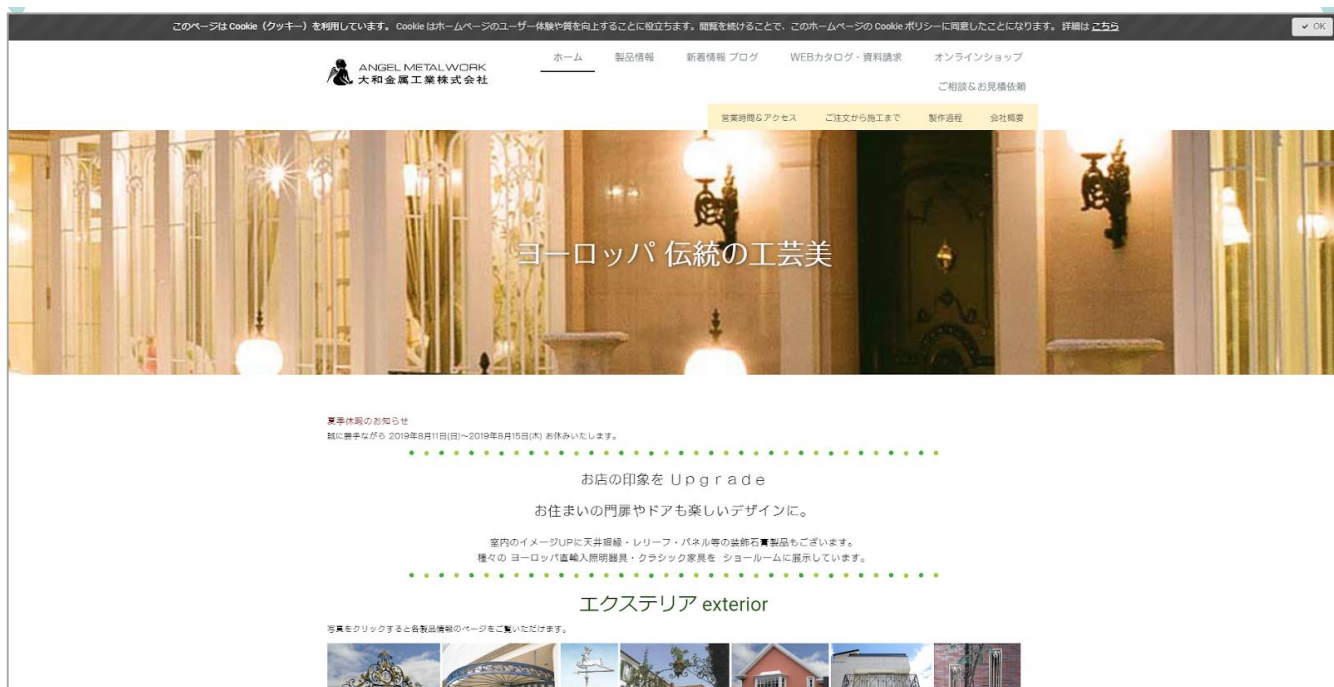 このページは Cookie（クッキー）を利用しています。 Cookie はホームページのユーザー体験や質を向上することに役立ちます。閲覧を続けることで、このホームページの Cookie ポリシーに同意したことになります。 詳細は こちら
✔ OK
ANGEL METALWORK
大和金属工業株式会社
ホーム 製品情報 新着情報 ブログ WEBカタログ・資料請求 オンラインショップ
ご相談＆お見積依頼
営業時間＆アクセス ご注文から施工まで 製作過程 会社概要
ヨーロッパ 伝統の工芸美
夏季休暇のお知らせ
誠に勝手ながら 2019年8月11日(日)～2019年8月15日(木) お休みいたします。
お店の印象を Ｕｐｇｒａｄｅ
お住まいの門扉やドアも楽しいデザインに。
室内のイメージUPに天井廻縁・レリーフ・パネル等の装飾石膏製品もございます。
種々の ヨーロッパ直輸入照明器具・クラシック家具を ショールームに展示しています。
エクステリア exterior
写真をクリックすると各製品情報のページをご覧いただけます。